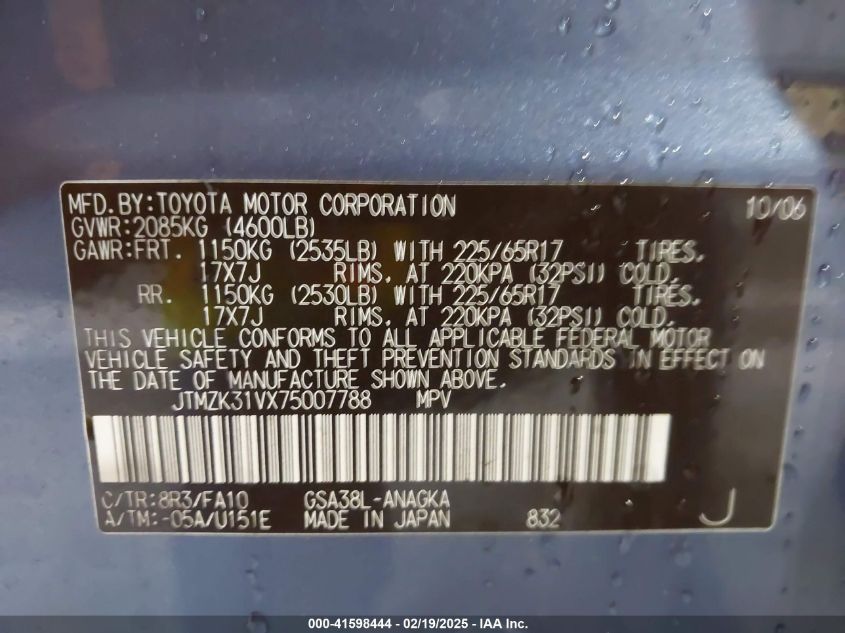 MFD. BY: TOYOTA MOTOR CORPORATION 10/06
GVWR: 2085KG (4600LB)
GAWR: FRT. 1150KG (2535LB) WITH 225/65R17 TIRES,
17X7J RIMS, AT 220KPA (32PSI) COLD.
RR. 1150KG (2530LB) WITH 225/65R17 TIRES,
17X7J RIMS, AT 220KPA (32PSI) COLD.
THIS VEHICLE CONFORMS TO ALL APPLICABLE FEDERAL MOTOR
VEHICLE SAFETY AND THEFT PREVENTION STANDARDS IN EFFECT ON
THE DATE OF MANUFACTURE SHOWN ABOVE.
JTMZK31VX75007788 MPV
C/TR: 8R3/FA10 GSA38L-ANAGKA
A/TM: -05A/U151E MADE IN JAPAN 832 J
000-41598444 - 02/19/2025 - IAA Inc.